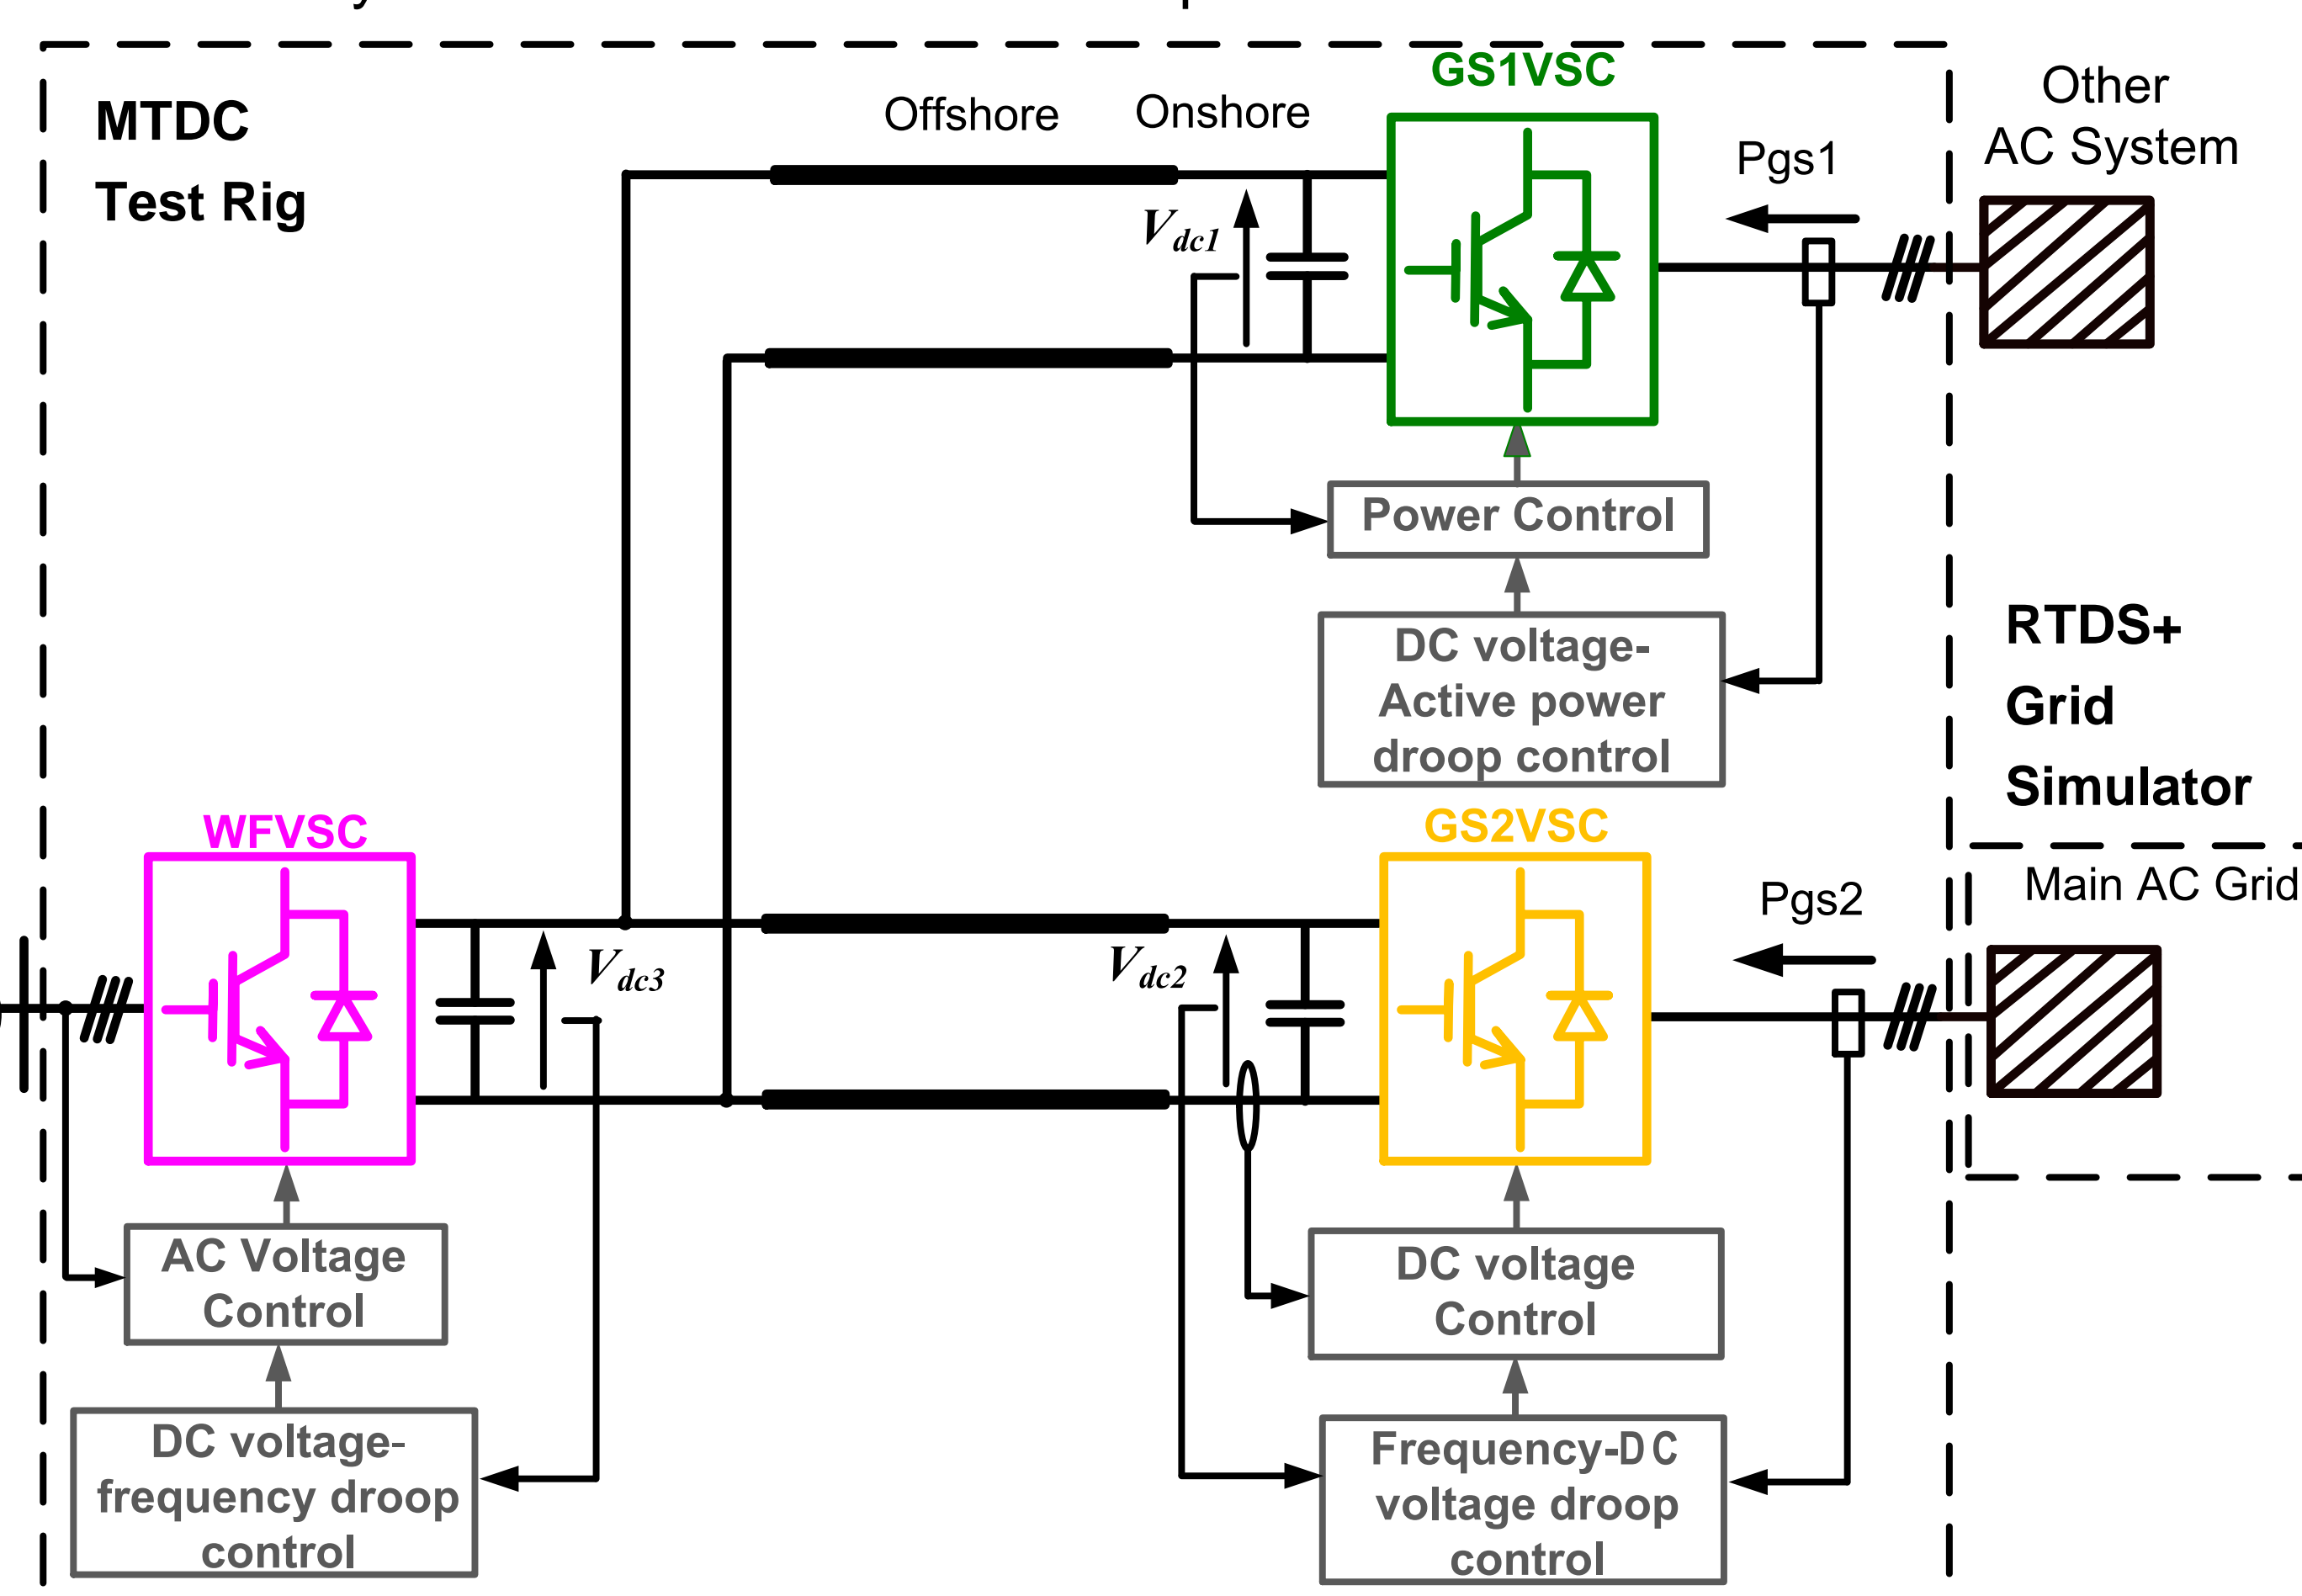 MTDC
Test Rig
Offshore
Onshore
GS1VSC
Other
AC System
Pgs1
Vdc1
Power Control
DC voltage-
Active power
droop control
RTDS+
Grid
Simulator
WFVSC
GS2VSC
Main AC Grid
Pgs2
Vdc3
Vdc2
AC Voltage
Control
DC voltage
Control
DC voltage-
frequency droop
control
Frequency-DC
voltage droop
control